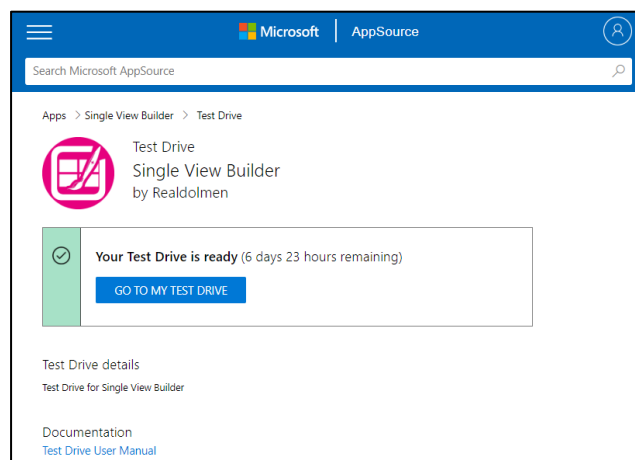 Microsoft AppSource
Search Microsoft AppSource
Apps > Single View Builder > Test Drive
Test Drive
Single View Builder
by Realdolmen
Your Test Drive is ready (6 days 23 hours remaining)
GO TO MY TEST DRIVE
Test Drive details
Test Drive for Single View Builder
Documentation
Test Drive User Manual